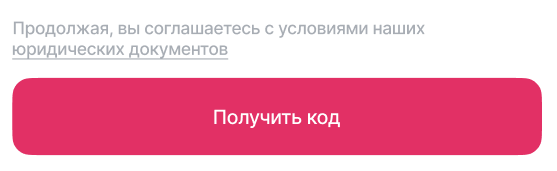 Продолжая, вы соглашаетесь с условиями наших
юридических документов
Получить код